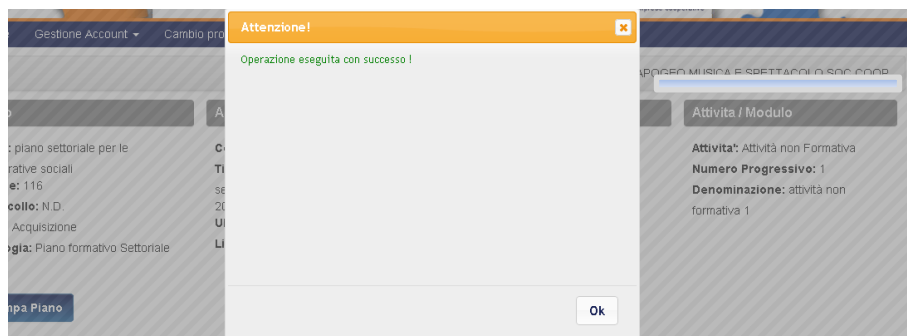 Attenzione!
Gestione Account
Cambio pro
Operazione eseguita con successo !
APOGEO MUSICA E SPETTACOLO SOC.COOP.
Attivita / Modulo
: piano settoriale per le
rative sociali
e: 116
collo: N.D.
Acquisizione
ogia: Piano formativo Settoriale
Attivita': Attività non Formativa
Numero Progressivo: 1
Denominazione: attività non
formativa 1
mpa Piano
Ok